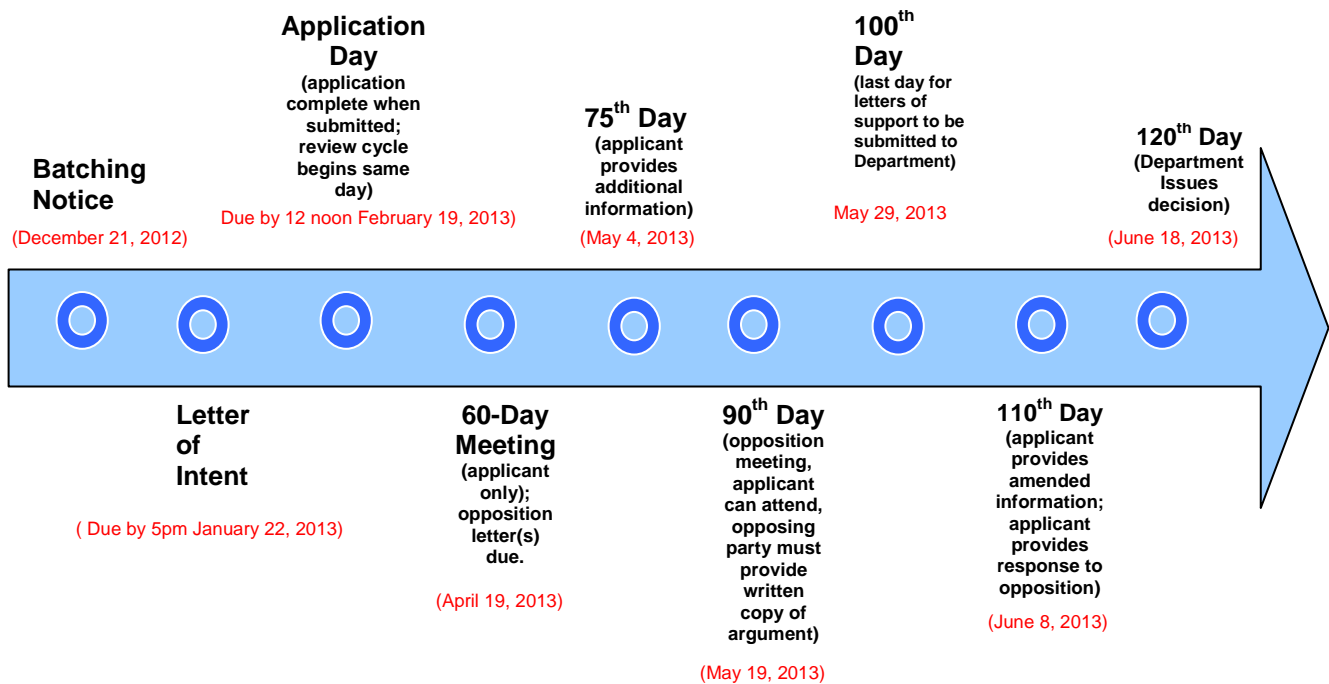 Batching
Notice
(December 21, 2012)
Letter
of
Intent
( Due by 5pm January 22, 2013)
Application
Day
(application
complete when
submitted;
review cycle
begins same
day)
Due by 12 noon February 19, 2013)
60-Day
Meeting
(applicant
only);
opposition
letter(s)
due.
(April 19, 2013)
75th Day
(applicant
provides
additional
information)
(May 4, 2013)
90th Day
(opposition
meeting,
applicant
can attend,
opposing
party must
provide
written
copy of
argument)
(May 19, 2013)
100th
Day
(last day for
letters of
support to be
submitted to
Department)
May 29, 2013
110th Day
(applicant
provides
amended
information;
applicant
provides
response to
opposition)
(June 8, 2013)
120th Day
(Department
Issues
decision)
(June 18, 2013)